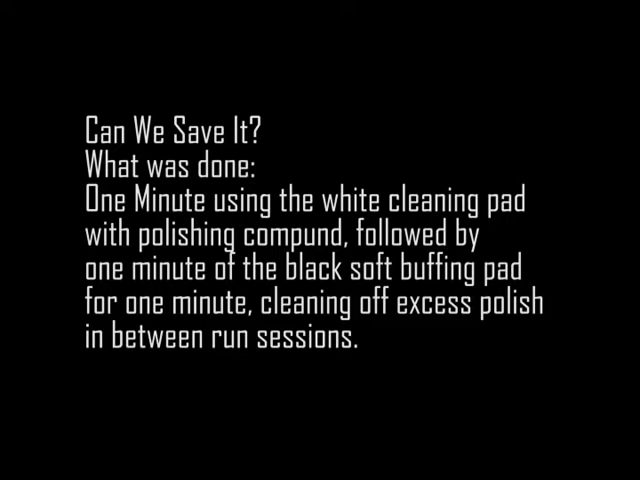 Can We Save It?
What was done:
One Minute using the white cleaning pad
with polishing compund, followed by
one minute of the black soft buffing pad
for one minute, cleaning off excess polish
in between run sessions.